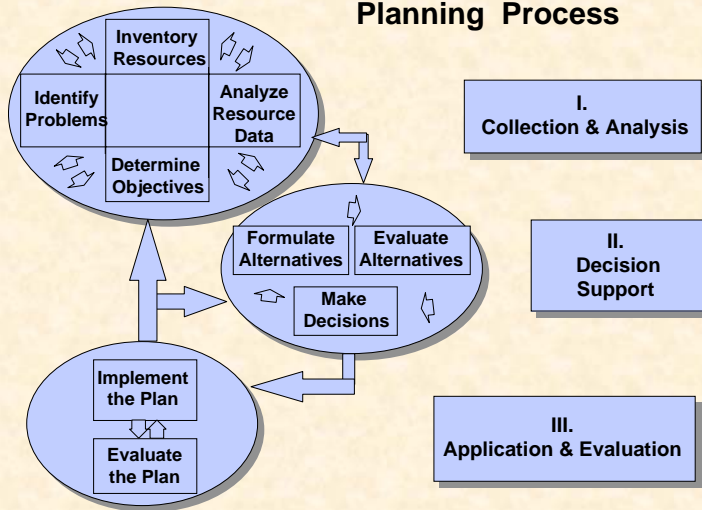 Planning Process
Inventory
Resources
Identify
Problems
Analyze
Resource
Data
Determine
Objectives
I.
Collection & Analysis
Formulate
Alternatives
Evaluate
Alternatives
Make
Decisions
II.
Decision
Support
Implement
the Plan
Evaluate
the Plan
III.
Application & Evaluation